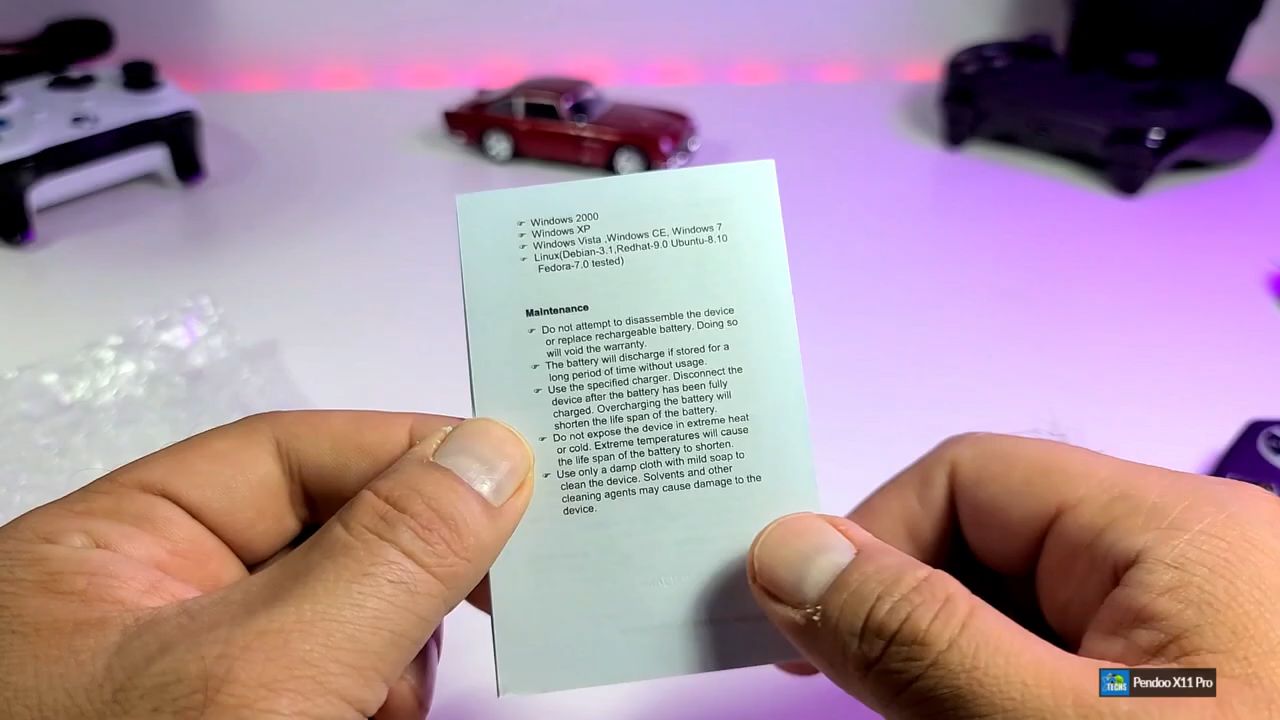 ☞ Windows 2000
☞ Windows XP
☞ Windows Vista ,Windows CE, Windows 7
☞ Linux(Debian-3.1,Redhat-9.0 Ubuntu-8.10
Fedora-7.0 tested)
Maintenance
☞ Do not attempt to disassemble the device
or replace rechargeable battery. Doing so
will void the warranty.
☞ The battery will discharge if stored for a
long period of time without usage.
☞ Use the specified charger. Disconnect the
device after the battery has been fully
charged. Overcharging the battery will
shorten the life span of the battery.
☞ Do not expose the device in extreme heat
or cold. Extreme temperatures will cause
the life span of the battery to shorten.
☞ Use only a damp cloth with mild soap to
clean the device. Solvents and other
cleaning agents may cause damage to the
device.
TECHS
Pendoo X11 Pro